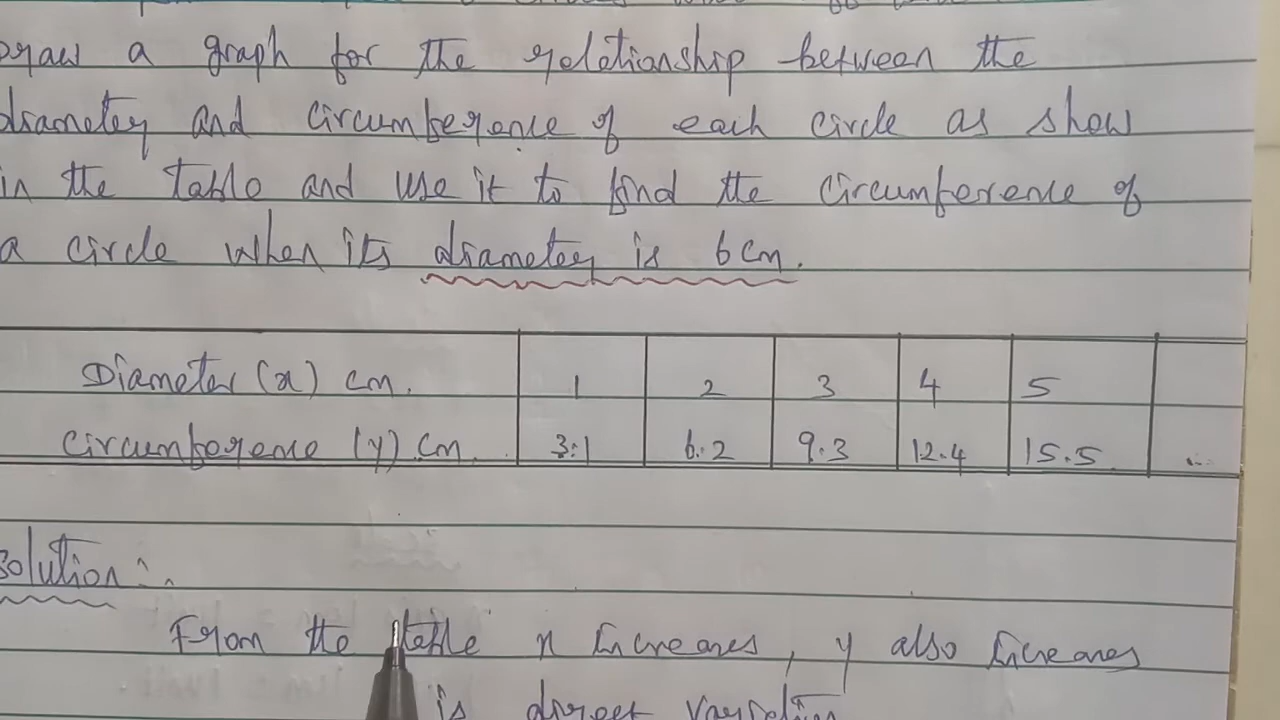 Draw a graph for the relationship between the
diameter and circumference of each circle as show
in the table and use it to find the circumference of
a circle when its diameter is 6 cm.
Diameter (x) cm. 1 2 3 4 5
Circumference (y) cm. 3.1 6.2 9.3 12.4 15.5 ...
Solution:.
From the table x increases, y also increases
is direct variation